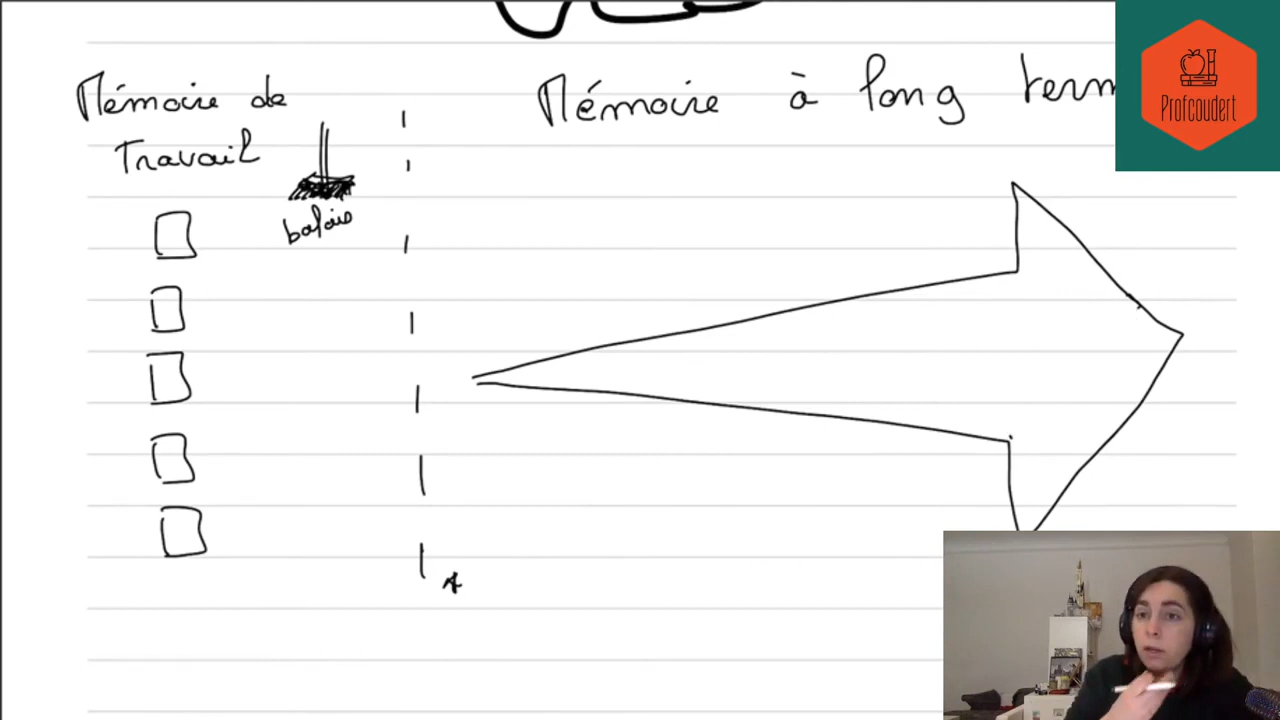 Mémoire de
Travail
balais
Mémoire à long term
Profcoudert